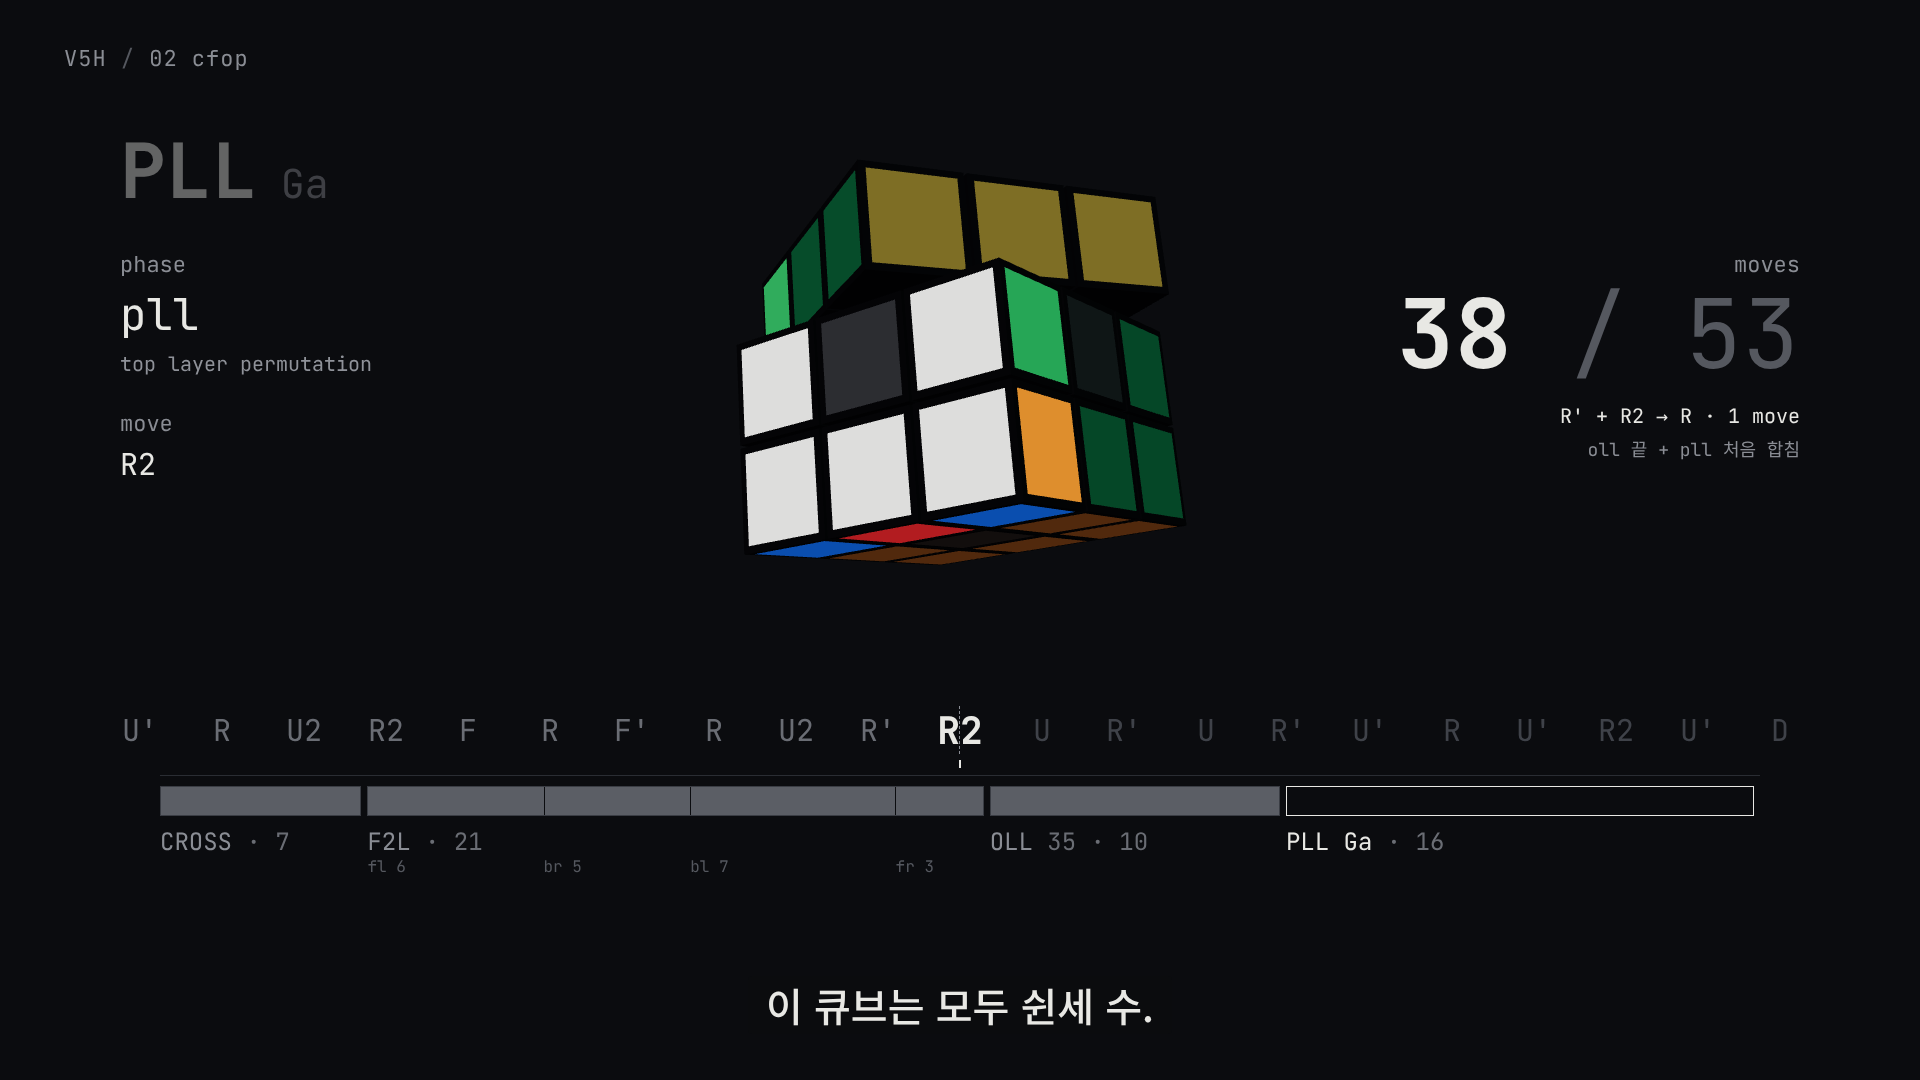 V5H / 02 cfop
PLL Ga
phase
pll
top layer permutation
move
R2
moves
38 / 53
R' + R2 → R · 1 move
oll 끝 + pll 처음 합침
U' R U2 R2 F R F' R U2 R' R2 U R' U R' U' R U' R2 U' D
CROSS · 7 F2L · 21 OLL 35 · 10 PLL Ga · 16
fl 6 br 5 bl 7 fr 3
이 큐브는 모두 쉰세 수.